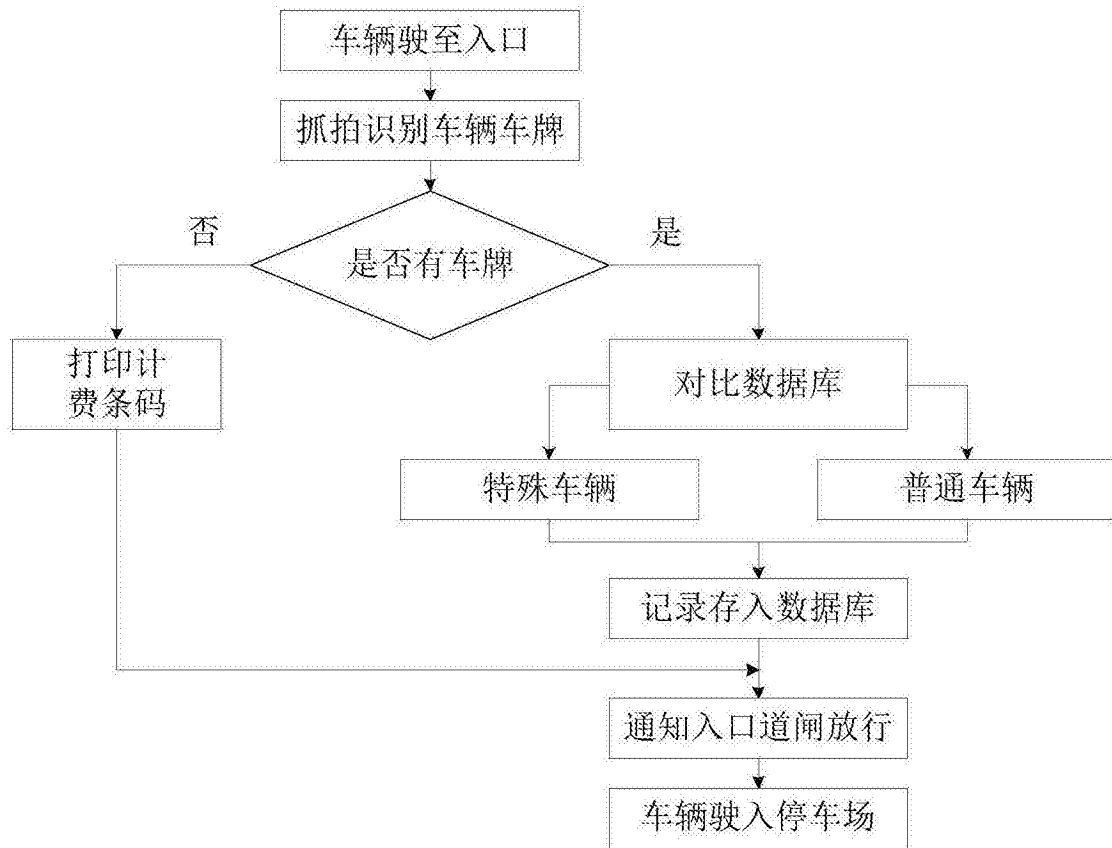 车辆驶至入口
抓拍识别车辆车牌
否
是
是否有车牌
打印计
费条码
对比数据库
特殊车辆
普通车辆
记录存入数据库
通知入口道闸放行
车辆驶入停车场